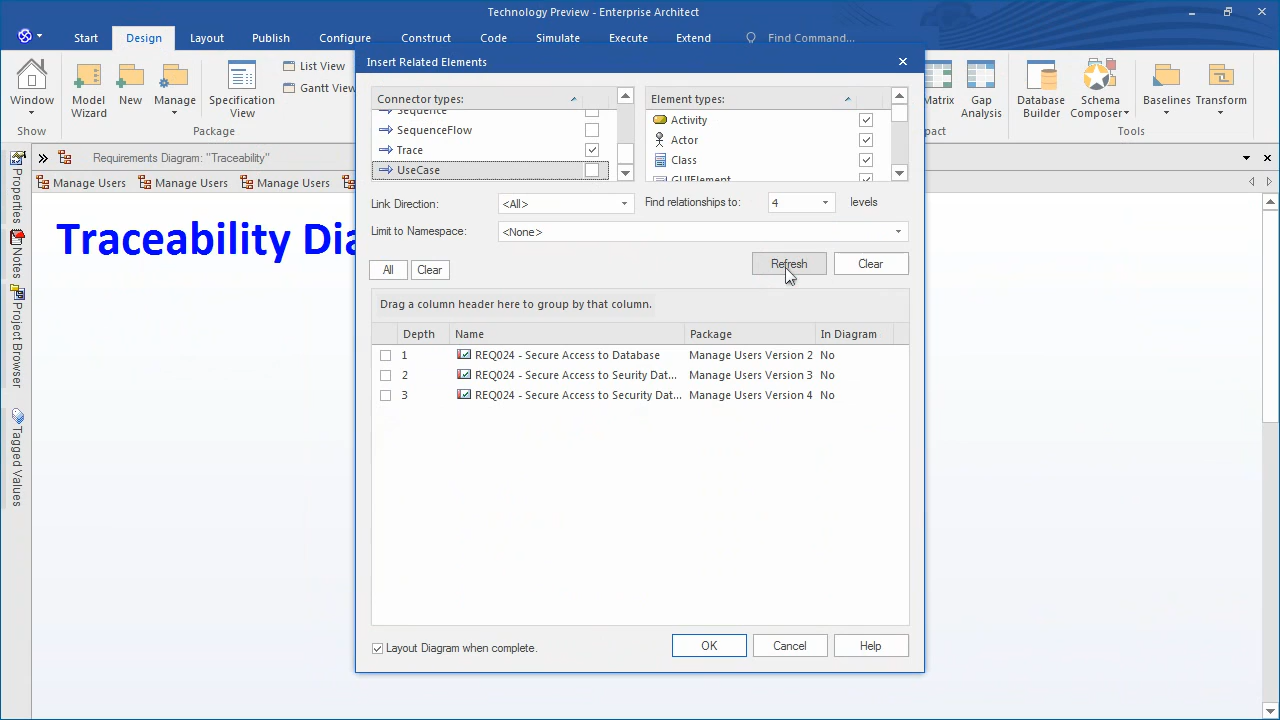 Technology Preview - Enterprise Architect
Start Design Layout Publish Configure Construct Code Simulate Execute Extend Find Command...
Window
Show
Model Wizard
New
Manage
Specification View
List View
Gantt View
Package
Matrix
Gap Analysis
Database Builder
Schema Composer
Baselines
Transform
Tools
Requirements Diagram: "Traceability"
Manage Users Manage Users Manage Users
Properties
Notes
Project Browser
Tagged Values
Insert Related Elements
Connector types:
Sequence
SequenceFlow
Trace
UseCase
Element types:
Activity
Actor
Class
GUIElement
Link Direction: <All>
Find relationships to: 4 levels
Limit to Namespace: <None>
All Clear
Refresh Clear
Drag a column header here to group by that column.
Depth Name Package In Diagram
1 REQ024 - Secure Access to Database Manage Users Version 2 No
2 REQ024 - Secure Access to Surity Dat... Manage Users Version 3 No
3 REQ024 - Secure Access to Security Dat... Manage Users Version 4 No
Layout Diagram when complete.
OK Cancel Help